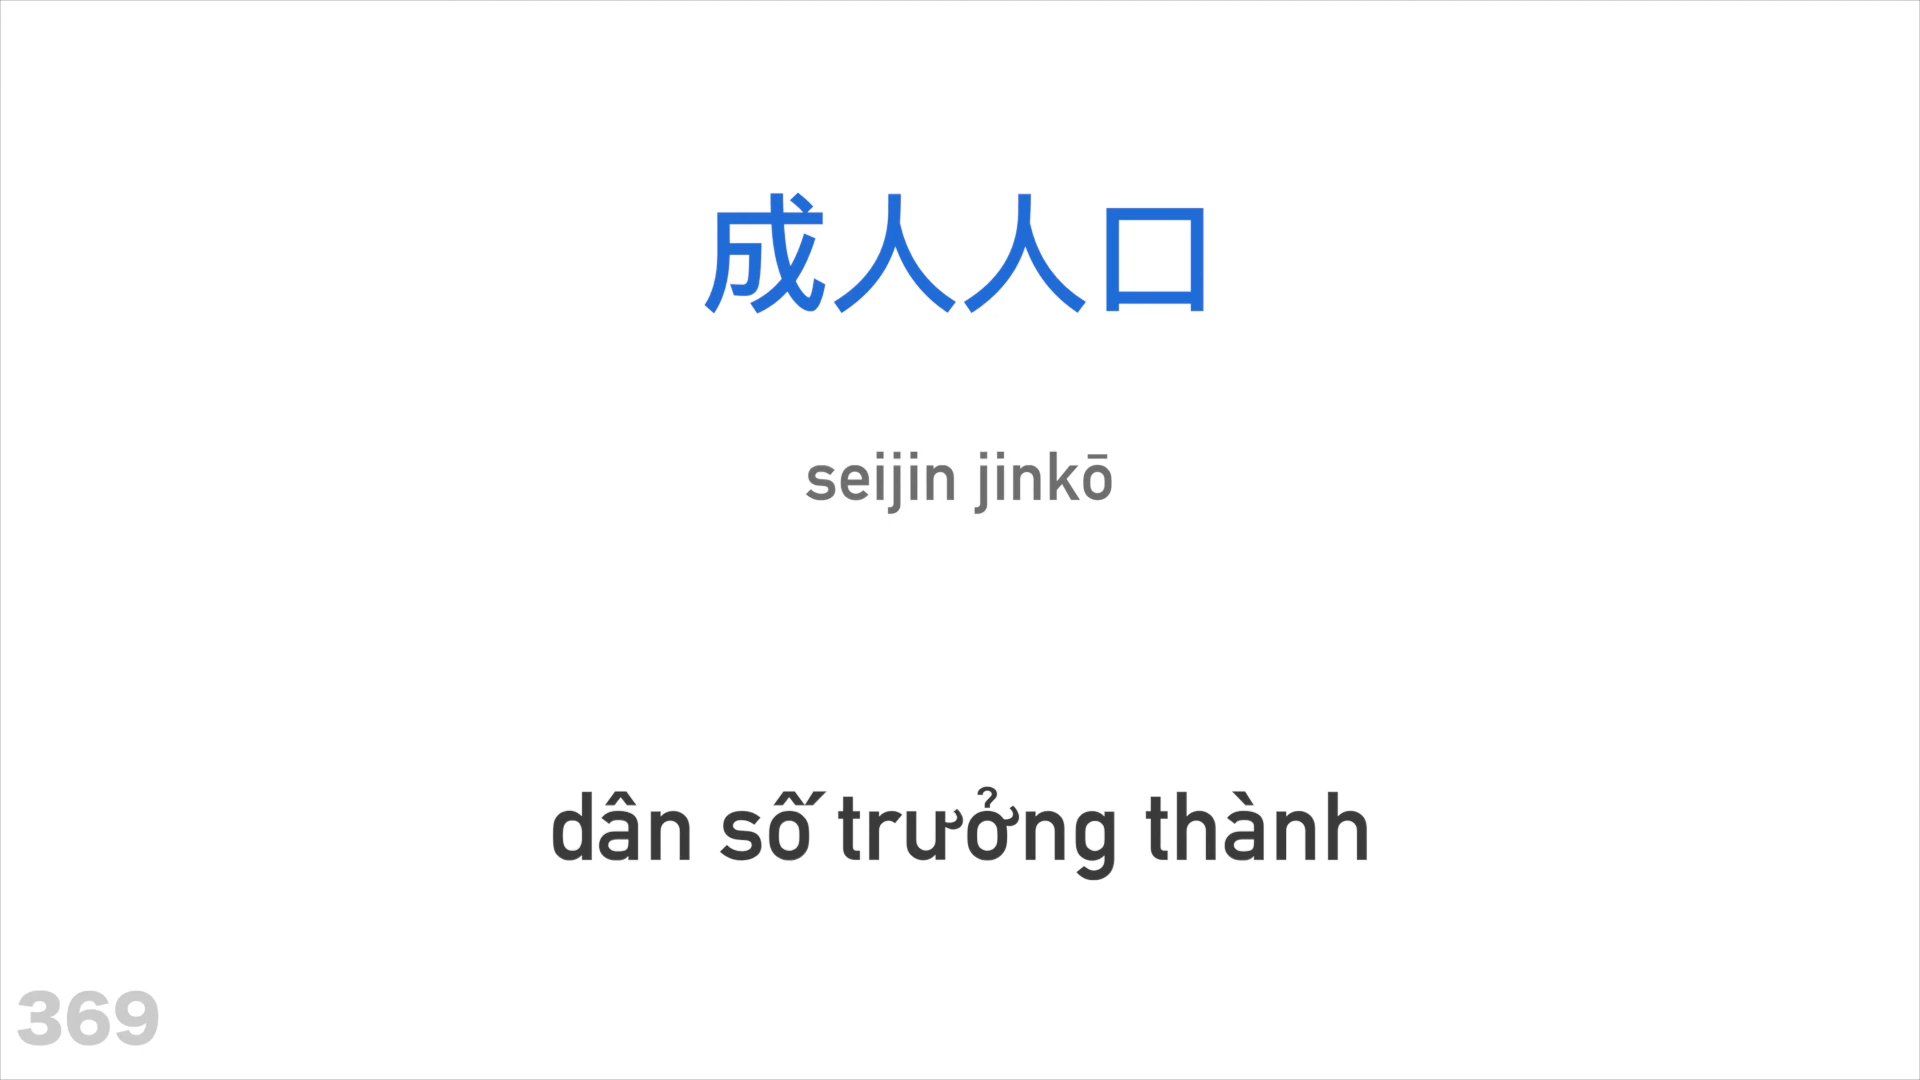 成人人口
seijin jinkō
dân số trưởng thành
369